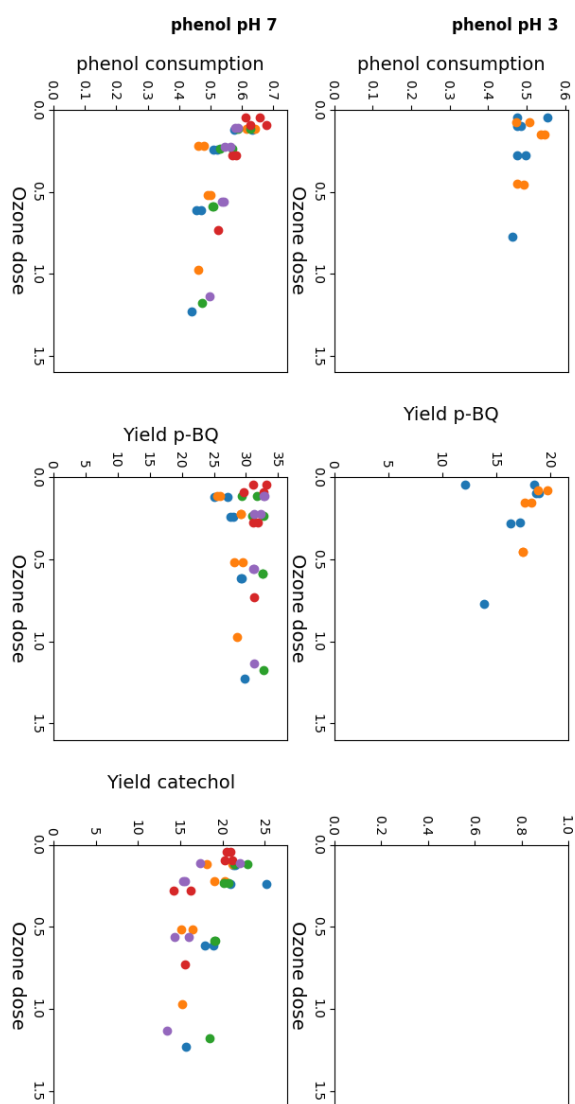 phenol pH 7
phenol consumption
0.0 0.1 0.2 0.3 0.4 0.5 0.6 0.7
0.0 0.5 1.0 1.5
Ozone dose
Yield p-BQ
0 5 10 15 20 25 30 35
0.0 0.5 1.0 1.5
Ozone dose
Yield catechol
0 5 10 15 20 25
0.0 0.5 1.0 1.5
Ozone dose
phenol pH 3
phenol consumption
0.0 0.1 0.2 0.3 0.4 0.5 0.6
0.0 0.5 1.0 1.5
Ozone dose
Yield p-BQ
0 5 10 15 20
0.0 0.5 1.0 1.5
Ozone dose
0.0 0.2 0.4 0.6 0.8 1.0
0.0 0.5 1.0 1.5
Ozone dose